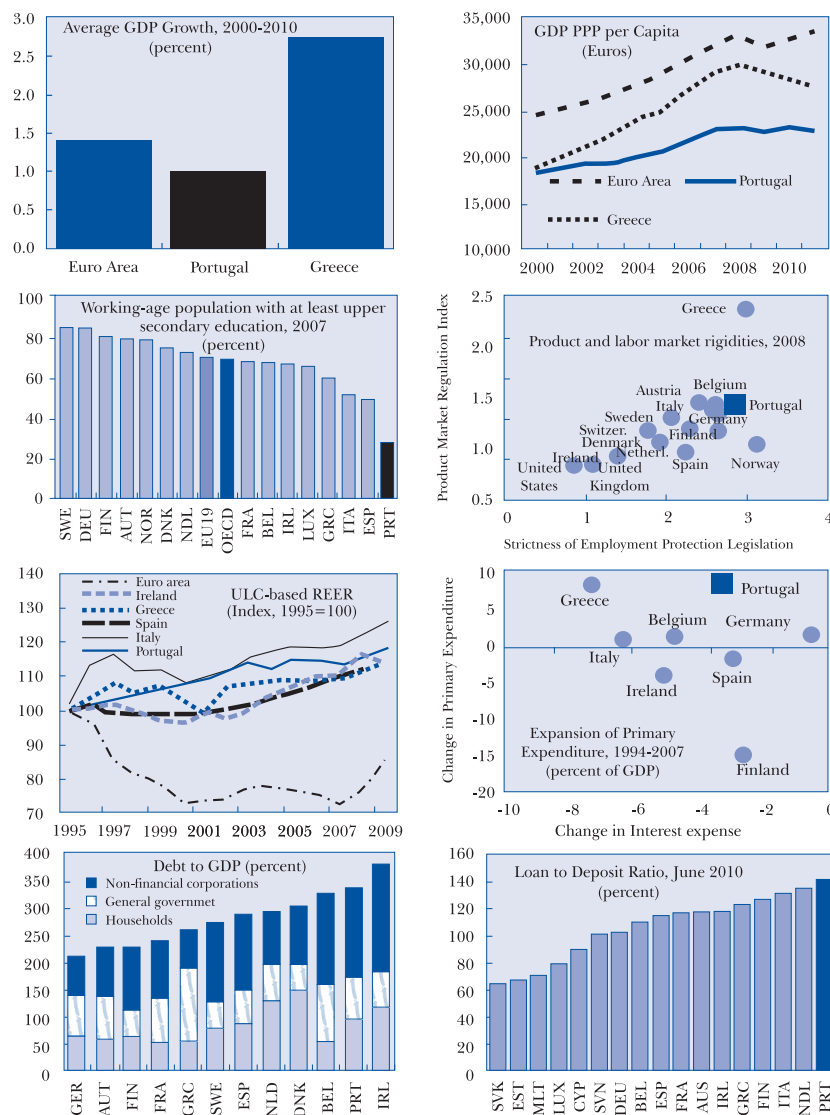 Average GDP Growth, 2000-2010
(percent)
3.0
2.5
2.0
1.5
1.0
0.5
0.0
Euro Area Portugal Greece
GDP PPP per Capita
(Euros)
35,000
30,000
25,000
20,000
15,000
10,000
Euro Area Portugal
Greece
2000 2002 2004 2006 2008 2010
Working-age population with at least upper
secondary education, 2007
(percent)
100
80
60
40
20
0
SWE DEU FIN AUT NOR DNK NDL EU19 OECD FRA BEL IRL LUX GRC ITA ESP PRT
Product Market Regulation Index
2.5
2.0
1.5
1.0
0.5
Greece
Product and labor market rigidities, 2008
Austria Belgium
Italy Portugal
Sweden Germany
Switzer.
Denmark Finland
Ireland Netherl.
United United Spain Norway
States Kingdom
0 1 2 3 4
Strictness of Employment Protection Legislation
140
130
120
110
100
90
80
70
Euro area
Ireland
Greece
Spain
Italy
Portugal
ULC-based REER
(Index, 1995=100)
1995 1997 1999 2001 2003 2005 2007 2009
Change in Primary Expenditure
10
5
0
-5
-10
-15
-20
Greece Portugal
Belgium Germany
Italy
Ireland Spain
Expansion of Primary
Expenditure, 1994-2007
(percent of GDP)
Finland
-10 -8 -6 -4 -2 0
Change in Interest expense
Debt to GDP (percent)
400
350
300
250
200
150
100
50
0
Non-financial corporations
General governmet
Households
GER AUT FIN FRA GRC SWE ESP NLD DNK BEL PRT IRL
Loan to Deposit Ratio, June 2010
(percent)
160
140
120
100
80
60
40
20
0
SVK EST MLT LUX CYP SVN DEU BEL ESP FRA AUS IRL GRC FIN ITA NDL PRT